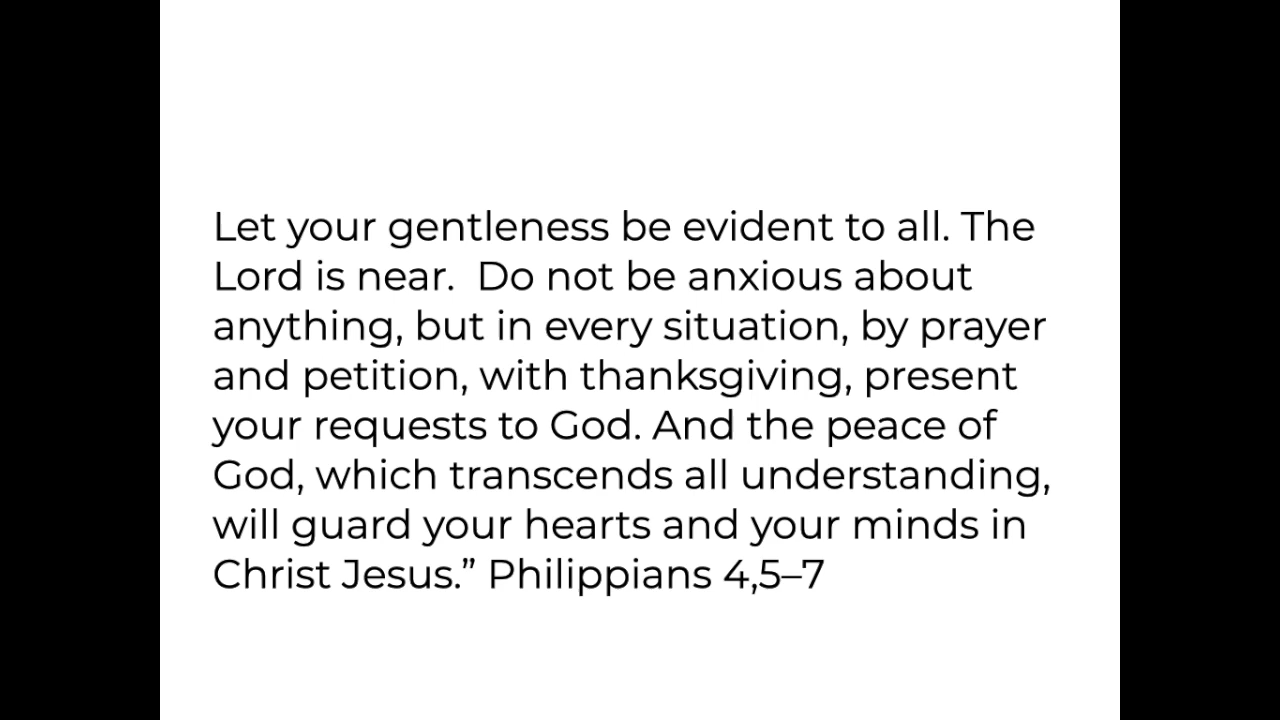 Let your gentleness be evident to all. The
Lord is near.  Do not be anxious about
anything, but in every situation, by prayer
and petition, with thanksgiving, present
your requests to God. And the peace of
God, which transcends all understanding,
will guard your hearts and your minds in
Christ Jesus.” Philippians 4,5–7